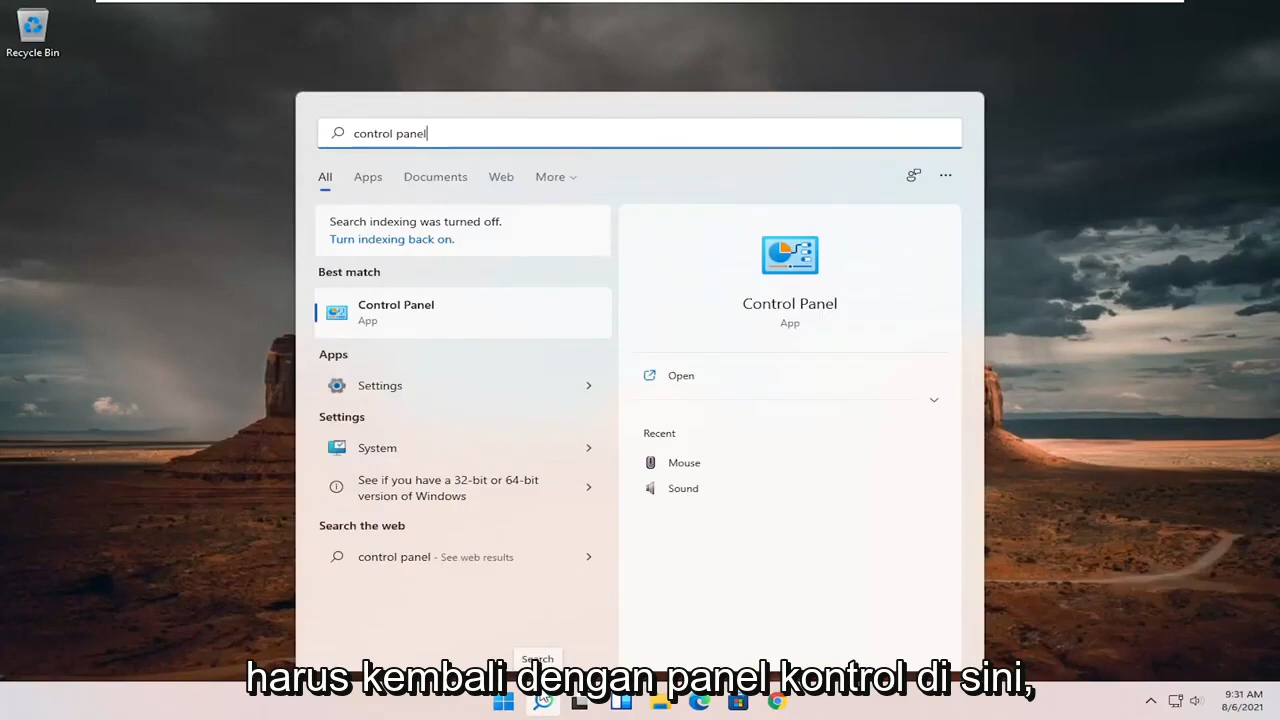 Recycle Bin
control panel
All Apps Documents Web More
Search indexing was turned off.
Turn indexing back on.
Best match
Control Panel
App
Apps
Settings
Settings
System
See if you have a 32-bit or 64-bit
version of Windows
Search the web
control panel - See web results
Control Panel
App
Open
Recent
Mouse
Sound
Search
harus kembali dengan panel kontrol di sini,
9:31 AM
8/6/2021